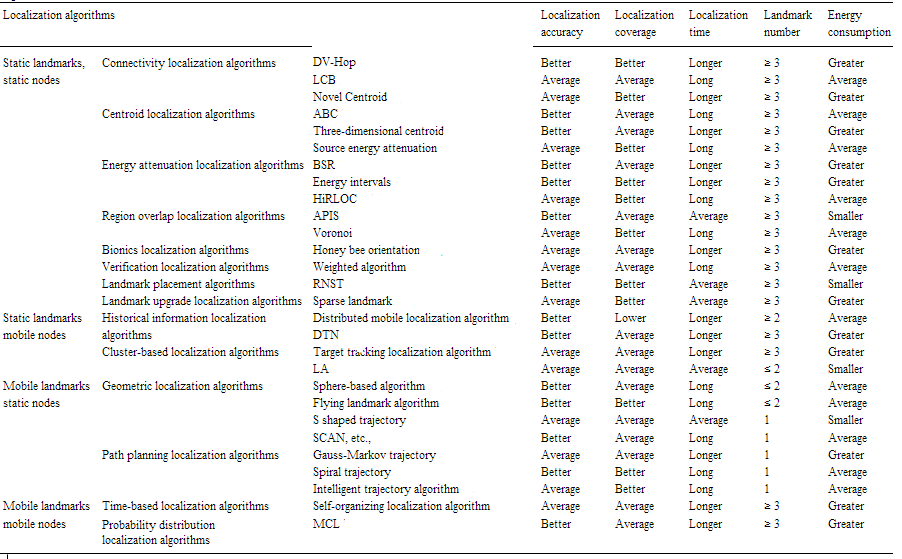 Localization algorithms Localization Localization Localization Landmark Energy
accuracy coverage time number consumption
Static landmarks, Connectivity localization algorithms DV-Hop Better Better Longer ≥ 3 Greater
static nodes LCB Average Average Long ≥ 3 Average
Novel Centroid Average Better Longer ≥ 3 Greater
Centroid localization algorithms ABC Better Average Long ≥ 3 Average
Three-dimensional centroid Better Average Longer ≥ 3 Greater
Source energy attenuation Average Better Long ≥ 3 Average
Energy attenuation localization algorithms BSR Better Average Longer ≥ 3 Greater
Energy intervals Better Better Longer ≥ 3 Greater
HiRLOC Average Better Long ≥ 3 Average
Region overlap localization algorithms APIS Better Average Average ≥ 3 Smaller
Voronoi Average Better Long ≥ 3 Average
Bionics localization algorithms Honey bee orientation Average Average Longer ≥ 3 Greater
Verification localization algorithms Weighted algorithm Average Average Long ≥ 3 Average
Landmark placement algorithms RNST Better Better Average ≥ 3 Smaller
Landmark upgrade localization algorithms Sparse landmark Average Better Average ≥ 3 Greater
Static landmarks Historical information localization Distributed mobile localization algorithm Better Lower Longer ≥ 2 Average
mobile nodes algorithms DTN Better Average Longer ≥ 3 Greater
Cluster-based localization algorithms Target tracking localization algorithm Average Average Longer ≥ 3 Greater
LA Average Average Average ≤ 2 Smaller
Mobile landmarks Geometric localization algorithms Sphere-based algorithm Better Average Long ≤ 2 Average
static nodes Flying landmark algorithm Better Better Long ≤ 2 Average
S shaped trajectory Average Average Average 1 Smaller
SCAN, etc., Better Average Long 1 Average
Path planning localization algorithms Gauss-Markov trajectory Average Average Longer 1 Greater
Spiral trajectory Better Better Long 1 Average
Intelligent trajectory algorithm Average Better Long 1 Average
Mobile landmarks Time-based localization algorithms Self-organizing localization algorithm Average Average Longer ≥ 3 Greater
mobile nodes Probability distribution MCL Better Average Longer ≥ 3 Greater
localization algorithms